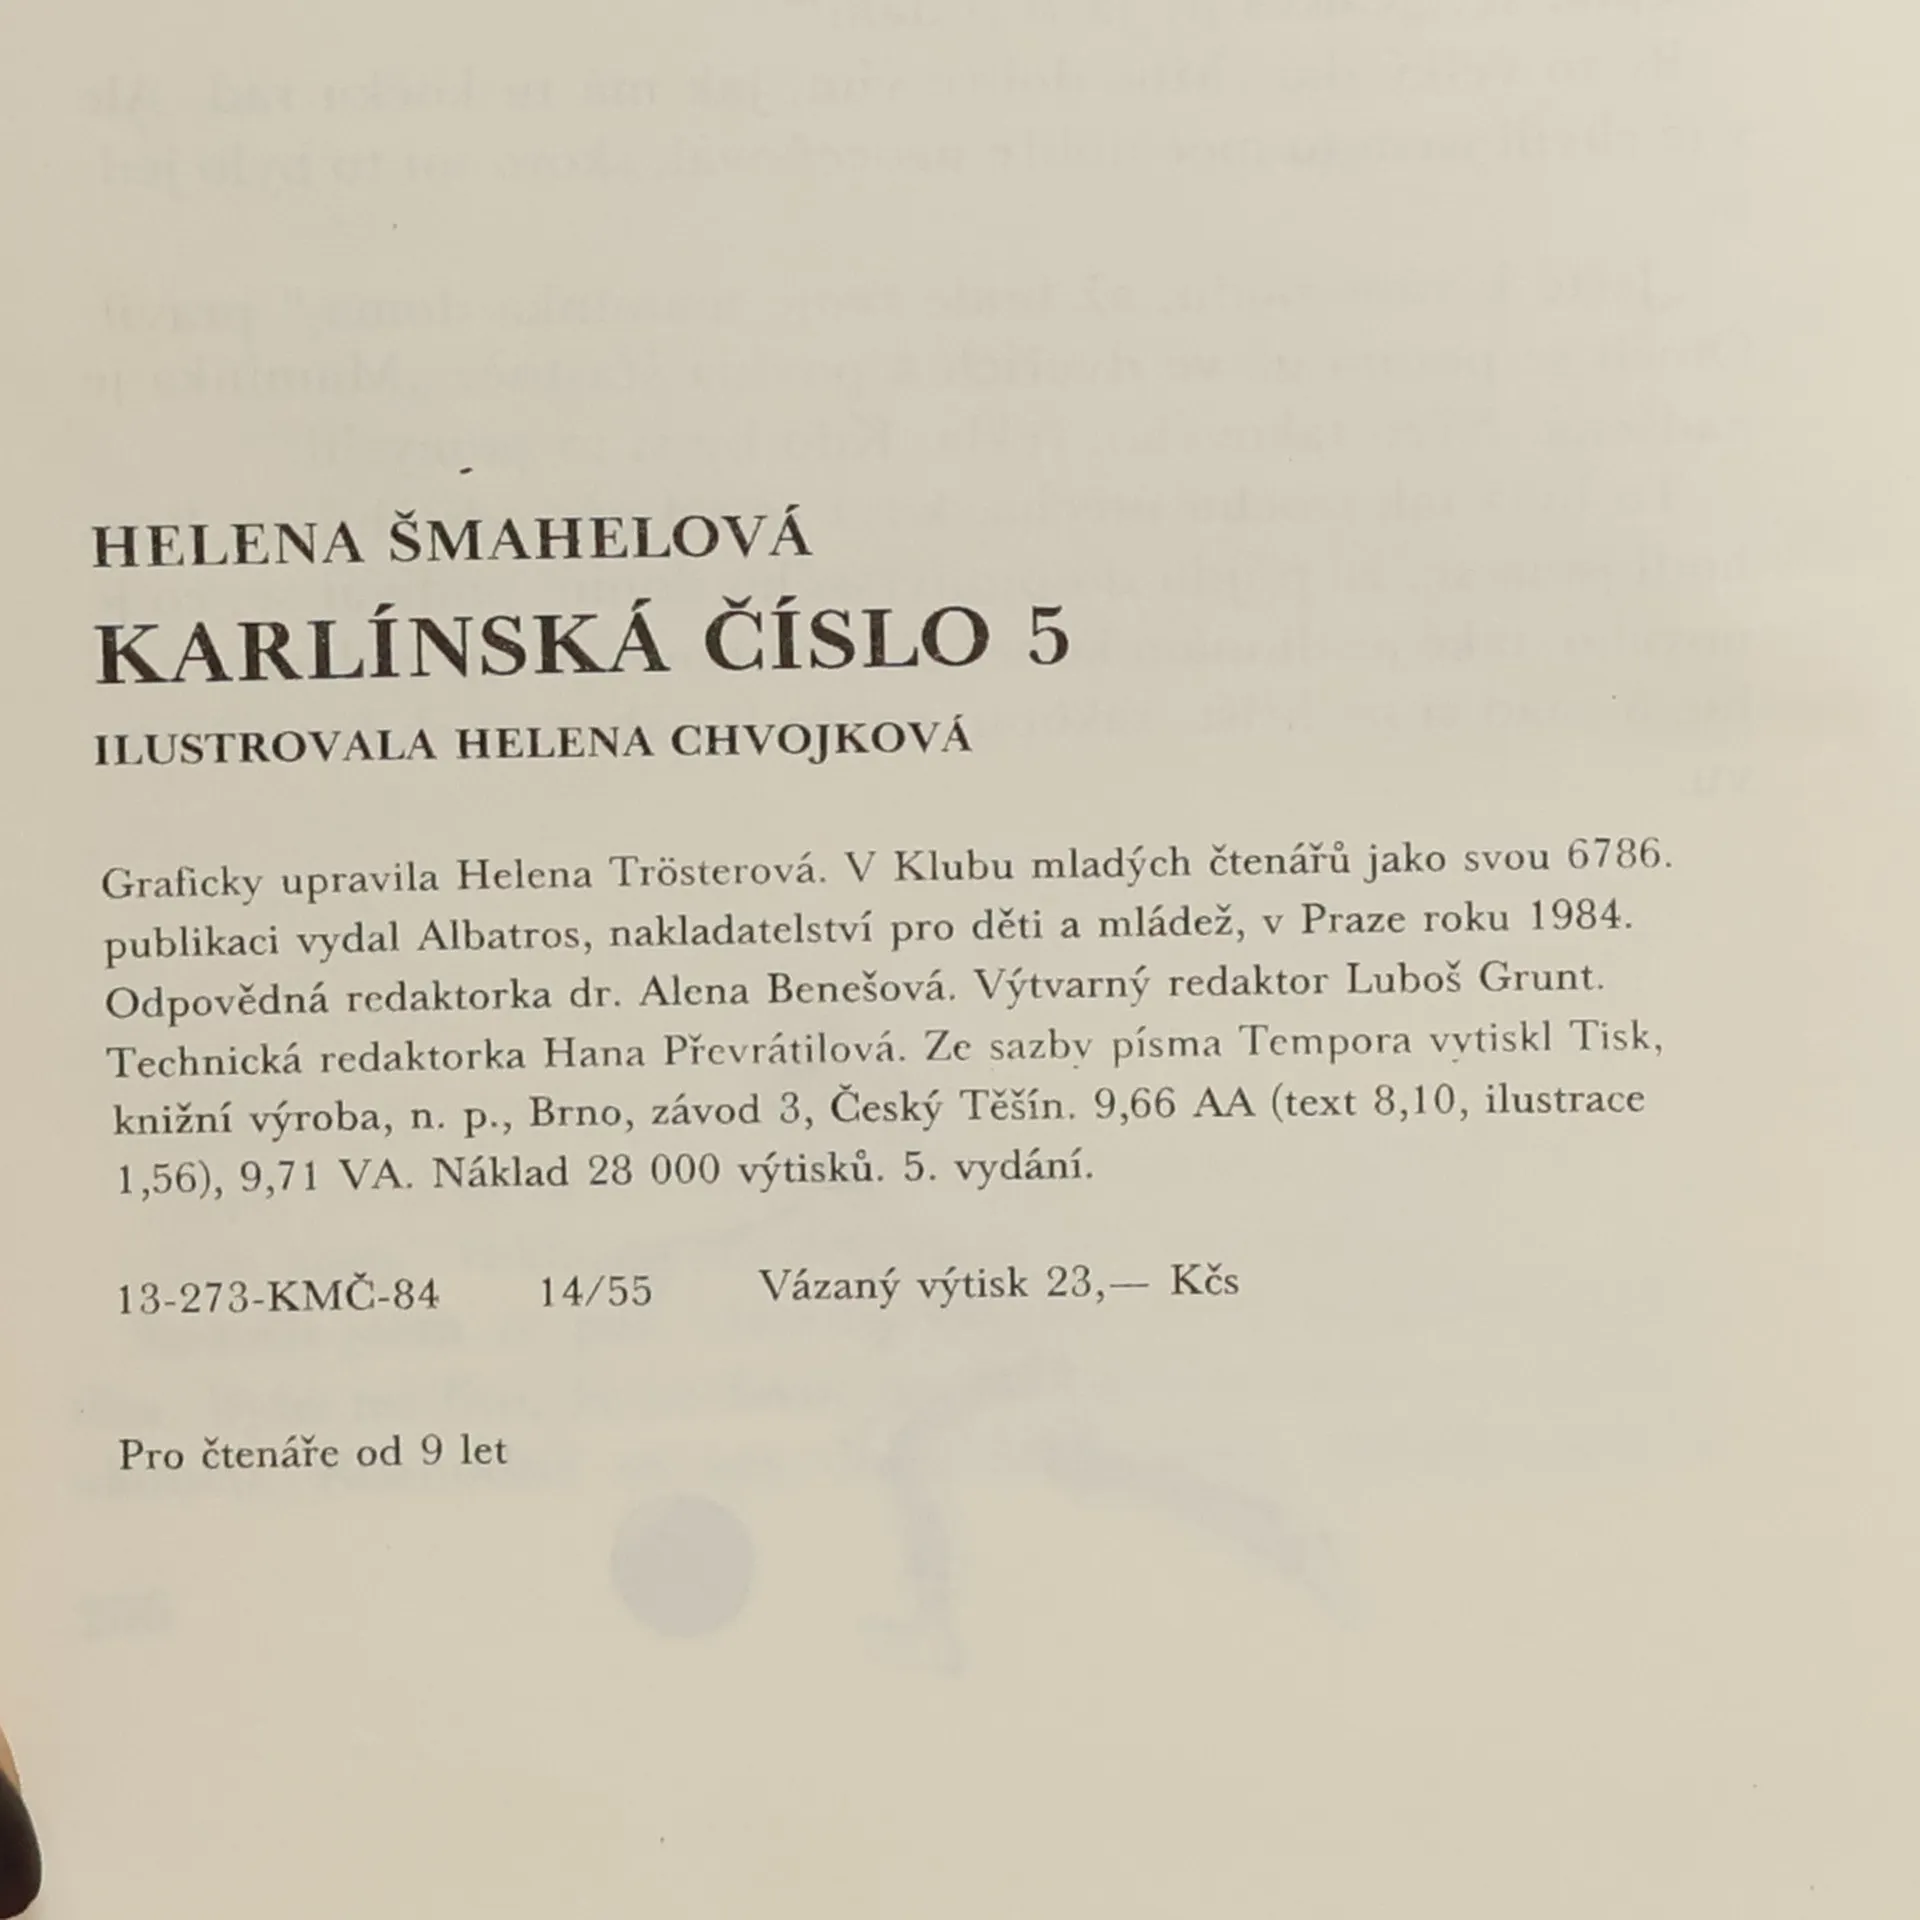 HELENA ŠMAHELOVÁ
KARLÍNSKÁ ČÍSLO 5
ILUSTROVALA HELENA CHVOJKOVÁ
Graficky upravila Helena Trösterová. V Klubu mladých čtenářů jako svou 6786.
publikaci vydal Albatros, nakladatelství pro děti a mládež, v Praze roku 1984.
Odpovědná redaktorka dr. Alena Benešová. Výtvarný redaktor Luboš Grunt.
Technická redaktorka Hana Převrátilová. Ze sazby písma Tempora vytiskl Tisk,
knižní výroba, n. p., Brno, závod 3, Český Těšín. 9,66 AA (text 8,10, ilustrace
1,56), 9,71 VA. Náklad 28 000 výtisků. 5. vydání.
13-273-KMČ-84 14/55 Vázaný výtisk 23,— Kčs
Pro čtenáře od 9 let